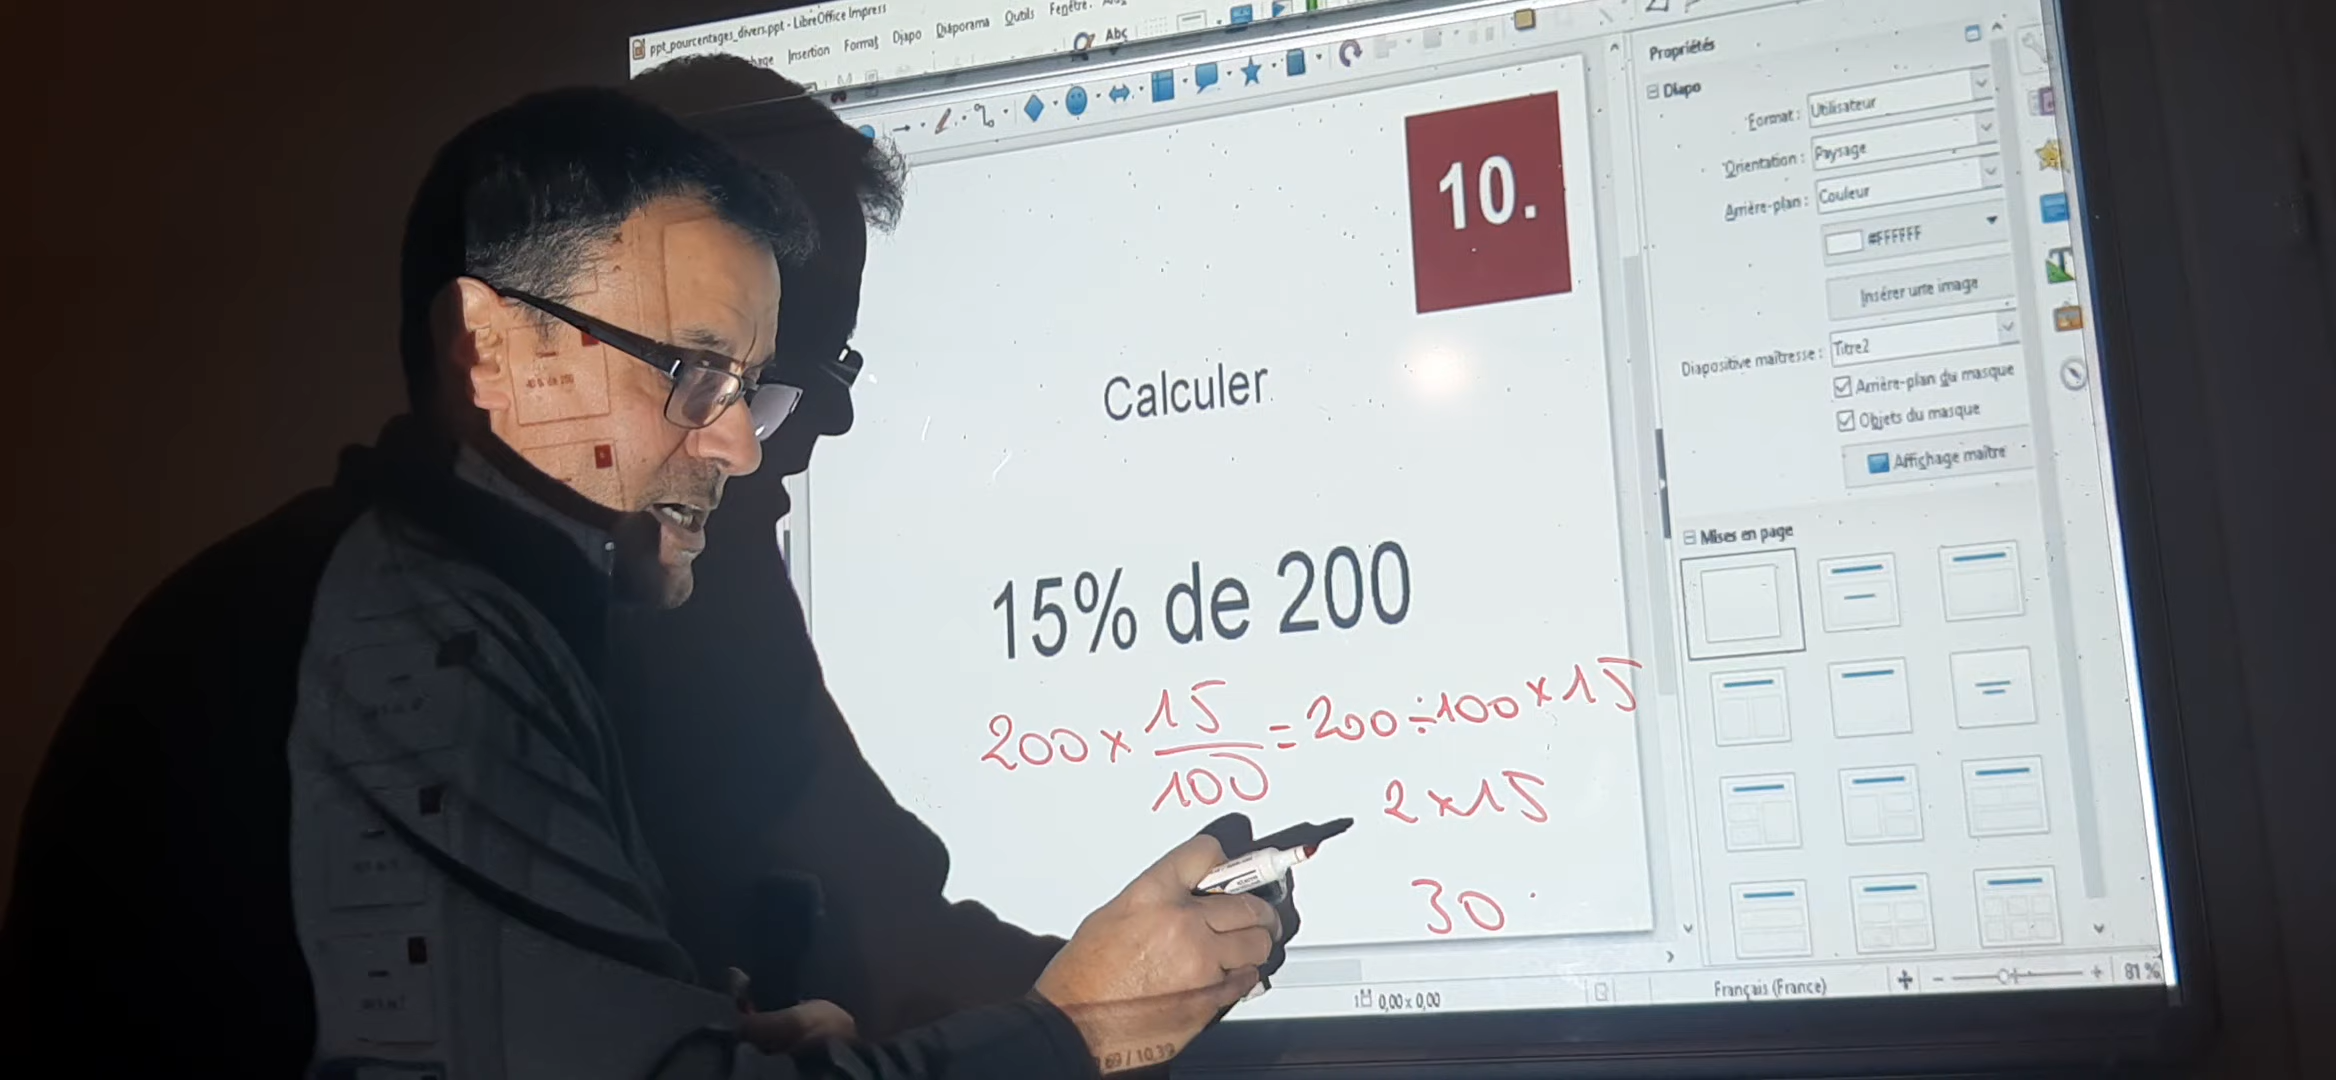 ppt_pourcentages_divers.ppt - LibreOffice Impress
Insertion Format Diapo Diaporama Outils Fenêtre
Abc
Propriétés
Diapo
Format : Utilisateur
Orientation : Paysage
Arrière-plan : Couleur
#FFFFFF
Insérer une image
Diapositive maîtresse : Titre2
Arrière-plan du masque
Objets du masque
Affichage maître
Mises en page
10.
Calculer
15% de 200
200 × 15/100 = 200 ÷ 100 × 15
2 × 15
30
0,00 x 0,00
Français (France)
81 %